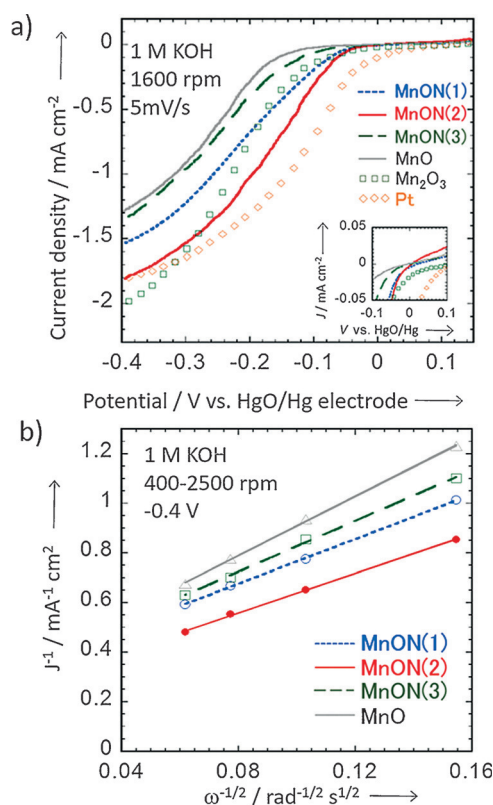 a)
1 M KOH
1600 rpm
5mV/s
MnON(1)
MnON(2)
MnON(3)
MnO
Mn₂O₃
Pt
Current density / mA cm⁻²
0
-0.5
-1
-1.5
-2
J / mA cm⁻²
0.05
0
-0.05
-0.1 0 0.1
V vs. HgO/Hg
-0.4 -0.3 -0.2 -0.1 0 0.1
Potential / V vs. HgO/Hg electrode
b)
1 M KOH
400-2500 rpm
-0.4 V
J⁻¹ / mA⁻¹ cm²
1.2
1
0.8
0.6
0.4
0.2
0
MnON(1)
MnON(2)
MnON(3)
MnO
0.04 0.08 0.12 0.16
ω⁻¹/² / rad⁻¹/² s¹/²